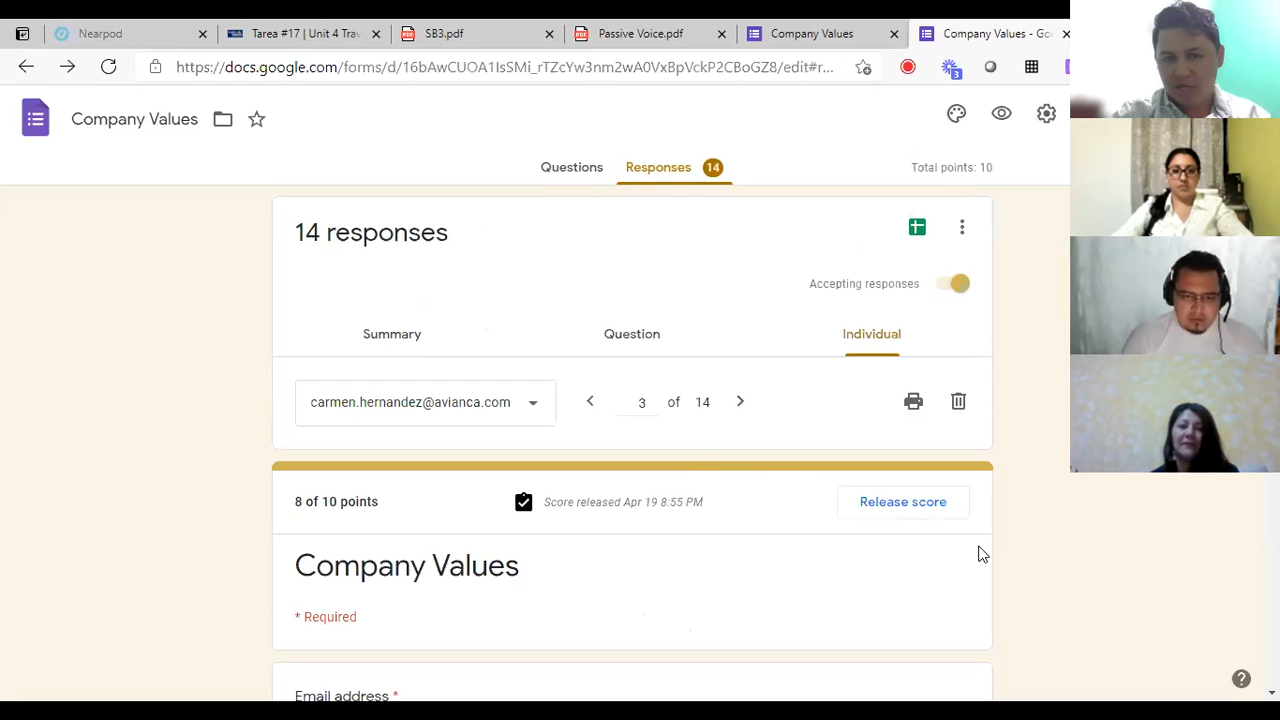 Nearpod
Tarea #17 | Unit 4 Trav
SB3.pdf
Passive Voice.pdf
Company Values
Company Values - Goo
https://docs.google.com/forms/d/16bAwCUOA1IsSMi_rTZcYw3nm2wA0VxBpVckP2CBoGZ8/edit#r...
3
Company Values
Questions
Responses 14
Total points: 10
14 responses
Accepting responses
Summary
Question
Individual
carmen.hernandez@avianca.com
3 of 14
8 of 10 points
Score released Apr 19 8:55 PM
Release score
Company Values
* Required
Email address *